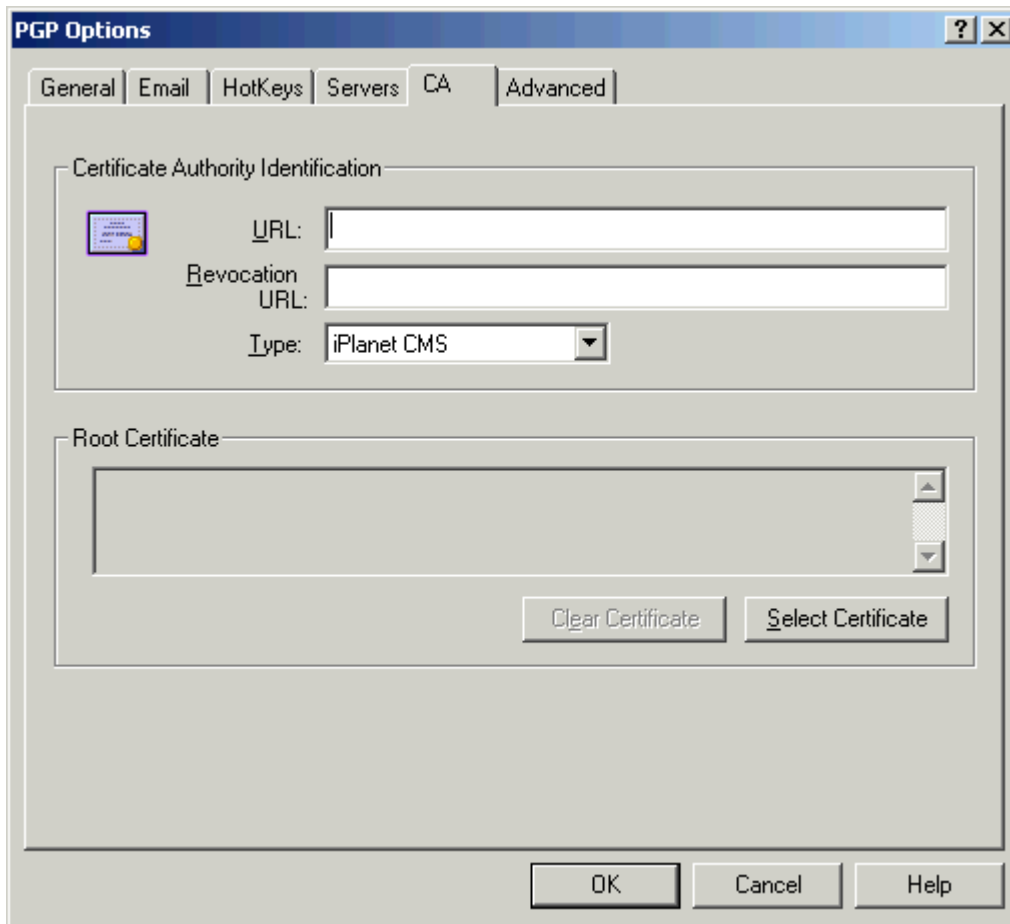 PGP Options
General Email HotKeys Servers CA Advanced
Certificate Authority Identification
URL:
Revocation
URL:
Type: iPlanet CMS
Root Certificate
Clear Certificate Select Certificate
OK Cancel Help